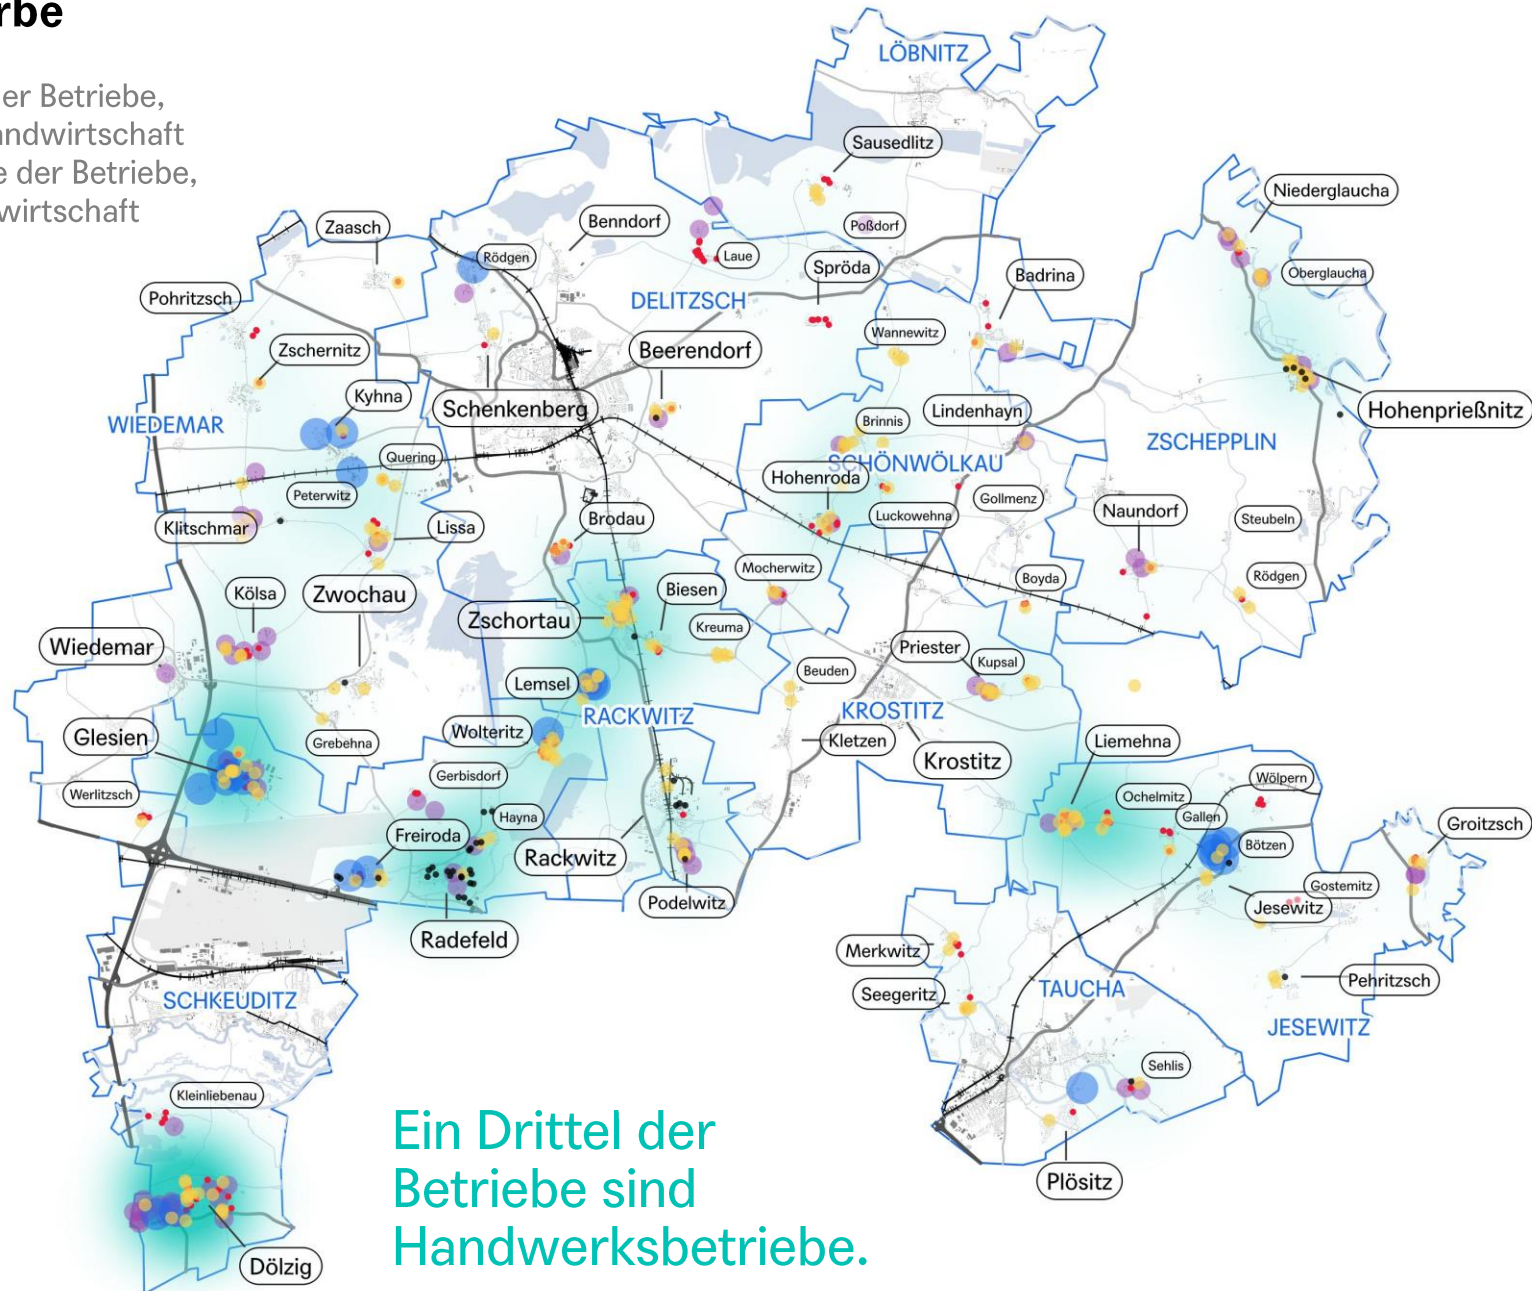 rbe
er Betriebe,
andwirtschaft
e der Betriebe,
wirtschaft
LÖBNITZ
Sausedlitz
Niederglaucha
Poßdorf
Zaasch
Benndorf
Rödgen
Laue
Spröda
Badrina
Oberglaucha
Pohritzsch
DELITZSCH
Wannewitz
Zschernitz
Beerendorf
Kyhna
Schenkenberg
Brinnis
Lindenhayn
Hohenprießnitz
WIEDEMAR
ZSCHEPPLIN
Quering
SCHÖNWÖLKAU
Hohenroda
Peterwitz
Gollmenz
Naundorf
Klitschmar
Lissa
Brodau
Luckowehna
Steubeln
Mocherwitz
Boyda
Rödgen
Kölsa
Zwochau
Biesen
Zschortau
Kreuma
Wiedemar
Priester
Kupsal
Beuden
Lemsel
RACKWITZ
KROSTITZ
Glesien
Grebehna
Wolteritz
Kletzen
Krostitz
Liemehna
Gerbisdorf
Wölpern
Werlitzsch
Ochelmitz
Hayna
Gallen
Groitzsch
Freiroda
Rackwitz
Bötzen
Gostemitz
Podelwitz
Jesewitz
Radefeld
Merkwitz
Pehritzsch
Seegeritz
TAUCHA
SCHKEUDITZ
JESEWITZ
Sehlis
Kleinliebenau
Plösitz
Dölzig
Ein Drittel der
Betriebe sind
Handwerksbetriebe.